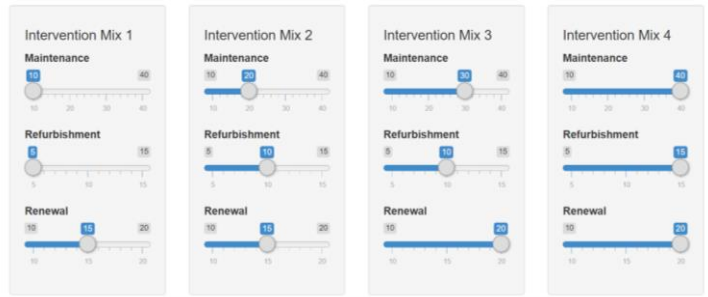 Intervention Mix 1
Maintenance
10 40
10 20 30 40
Refurbishment
5 15
5 10 15
Renewal
10 15 20
10 15 20
Intervention Mix 2
Maintenance
10 20 40
10 20 30 40
Refurbishment
5 10 15
5 10 15
Renewal
10 15 20
10 15 20
Intervention Mix 3
Maintenance
10 30 40
10 20 30 40
Refurbishment
5 10 15
5 10 15
Renewal
10 20
10 15 20
Intervention Mix 4
Maintenance
10 40
10 20 30 40
Refurbishment
5 15
5 10 15
Renewal
10 20
10 15 20